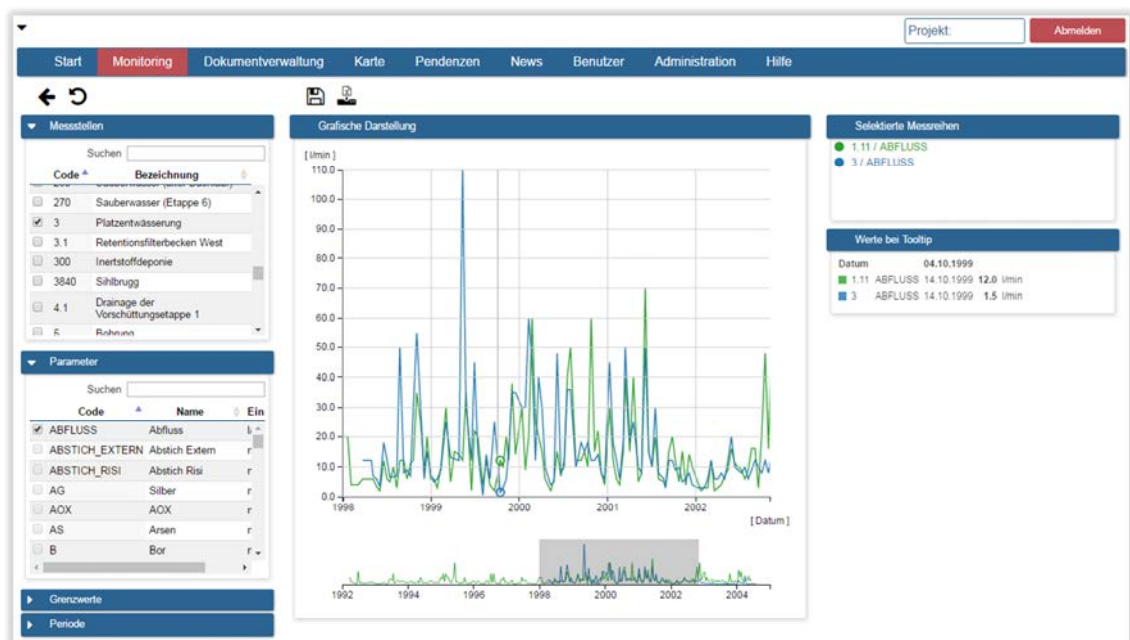 Projekt:
Abmelden
Start Monitoring Dokumentverwaltung Karte Pendenzen News Benutzer Administration Hilfe
Messstellen
Suchen
Code Bezeichnung
270 Sauberwasser (Etappe 6)
3 Platzentwässerung
3.1 Retentionsfilterbecken West
300 Inertstoffdeponie
3840 Sihlbrugg
4.1 Drainage der
Vorschüttungsetappe 1
5 Bohrung
Parameter
Suchen
Code Name Ein
ABFLUSS Abfluss
ABSTICH_EXTERN Abstich Extern
ABSTICH_RISI Abstich Risi
AG Silber
AOX AOX
AS Arsen
B Bor
Grenzwerte
Periode
Grafische Darstellung
[ l/min ]
110.0
100.0
90.0
80.0
70.0
60.0
50.0
40.0
30.0
20.0
10.0
0.0
1998 1999 2000 2001 2002
[ Datum ]
1992 1994 1996 1998 2000 2002 2004
Selektierte Messreihen
1.11 / ABFLUSS
3 / ABFLUSS
Werte bei Tooltip
Datum 04.10.1999
1.11 ABFLUSS 14.10.1999 12.0 l/min
3 ABFLUSS 14.10.1999 1.5 l/min